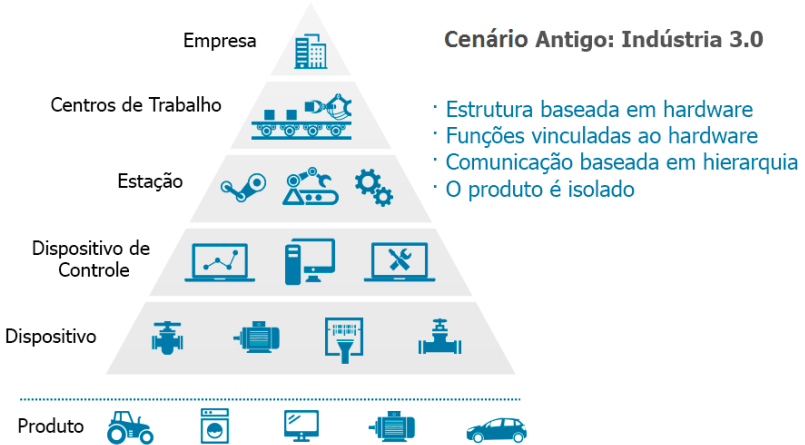 Cenário Antigo: Indústria 3.0
· Estrutura baseada em hardware
· Funções vinculadas ao hardware
· Comunicação baseada em hierarquia
· O produto é isolado
Empresa
Centros de Trabalho
Estação
Dispositivo de
Controle
Dispositivo
Produto